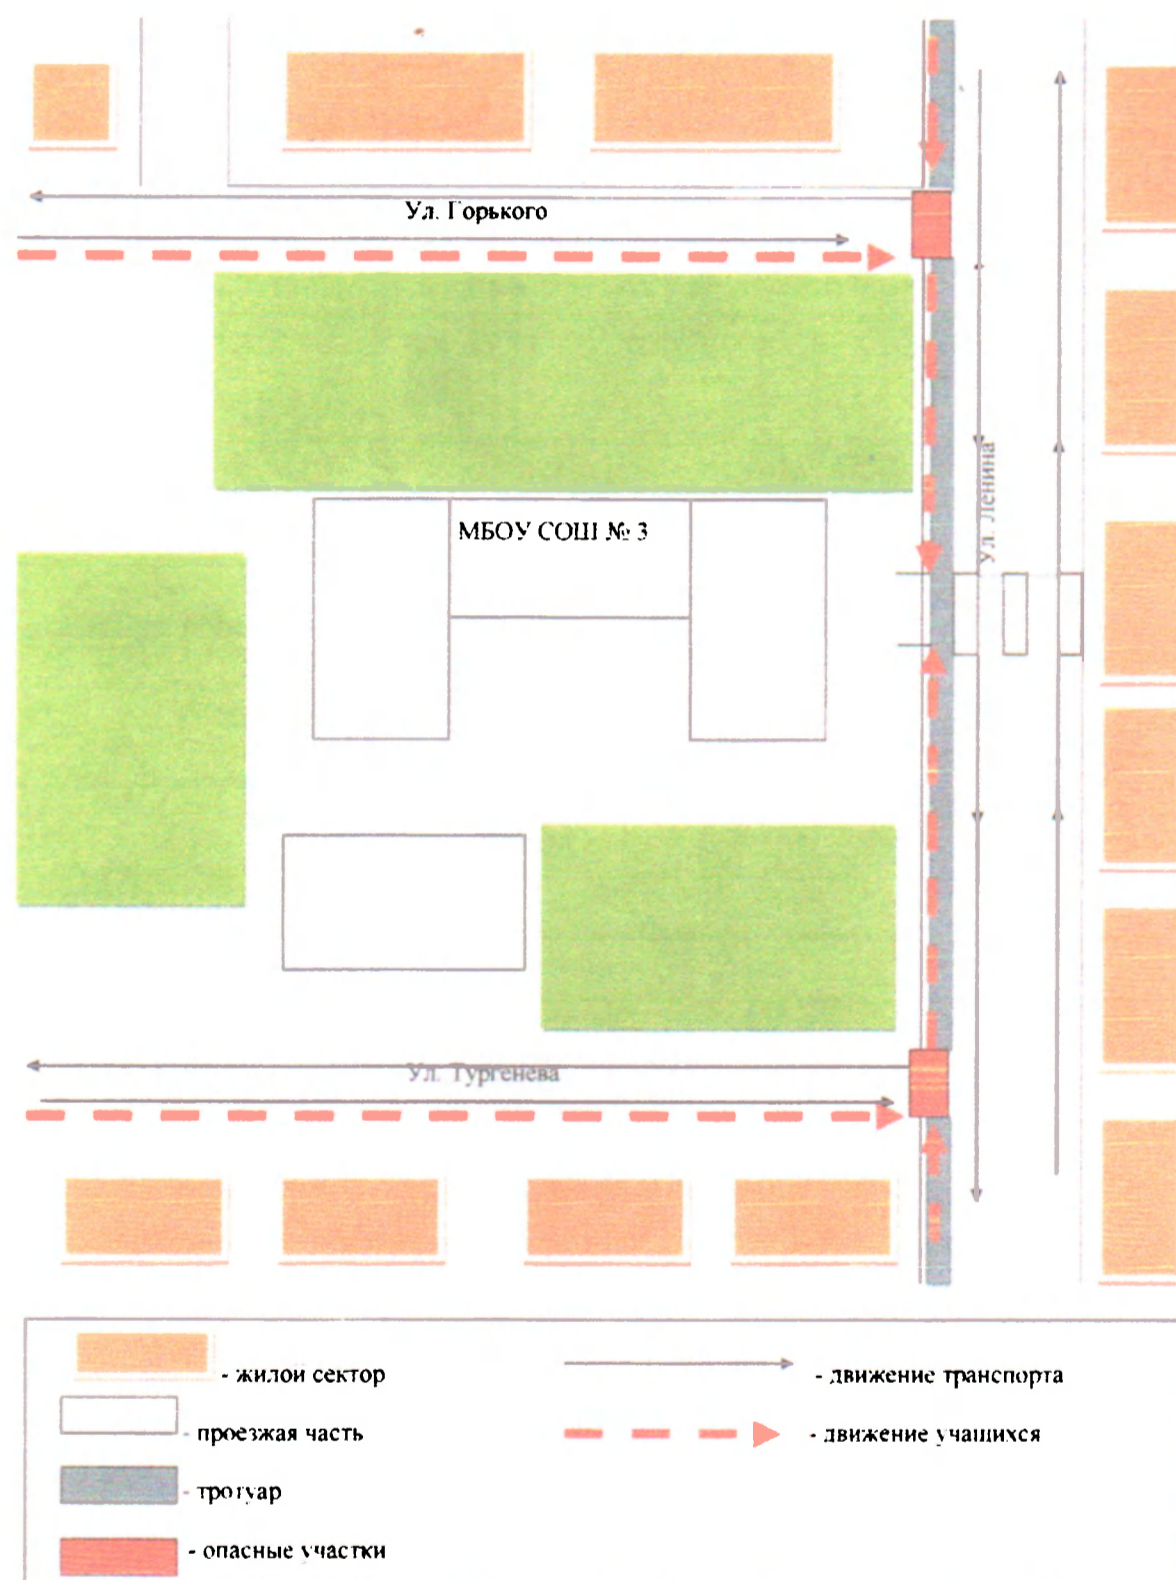 Ул. Горького
МБОУ СОШ № 3
Ул. Ленина
Ул. Тургенева
- жилой сектор
- проезжая часть
- тротуар
- опасные участки
- движение транспорта
- движение учащихся